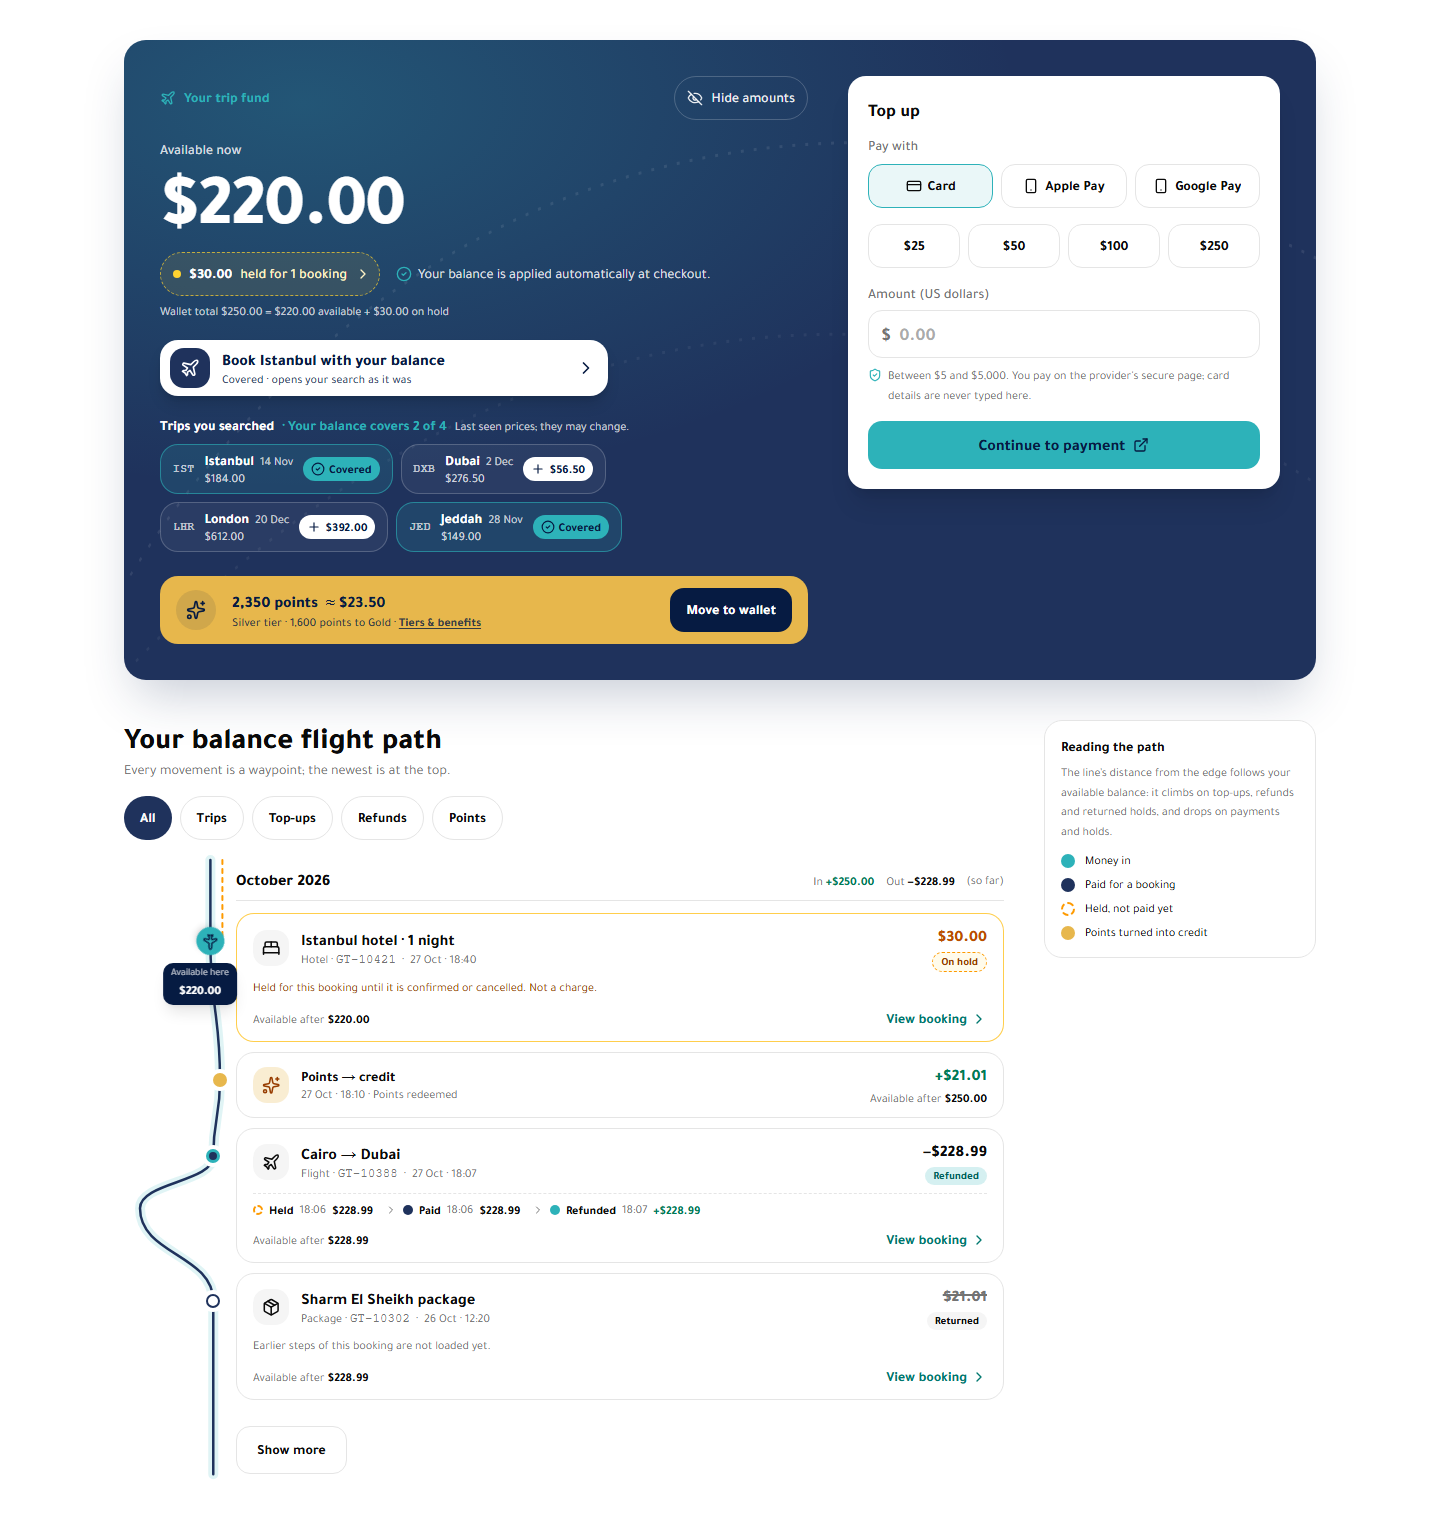 Your trip fund
Hide amounts
Available now
$220.00
$30.00 held for 1 booking
Your balance is applied automatically at checkout.
Wallet total $250.00 = $220.00 available + $30.00 on hold
Book Istanbul with your balance
Covered · opens your search as it was
Trips you searched · Your balance covers 2 of 4 Last seen prices; they may change.
IST Istanbul 14 Nov $184.00 Covered
DXB Dubai 2 Dec $276.50 + $56.50
LHR London 20 Dec $612.00 + $392.00
JED Jeddah 28 Nov $149.00 Covered
2,350 points ≈ $23.50
Silver tier · 1,600 points to Gold · Tiers & benefits
Move to wallet
Top up
Pay with
Card
Apple Pay
Google Pay
$25
$50
$100
$250
Amount (US dollars)
$ 0.00
Between $5 and $5,000. You pay on the provider's secure page; card
details are never typed here.
Continue to payment
Your balance flight path
Every movement is a waypoint; the newest is at the top.
All
Trips
Top-ups
Refunds
Points
October 2026
In +$250.00 Out −$228.99 (so far)
Available here
$220.00
Istanbul hotel · 1 night
$30.00
Hotel · GT-10421 · 27 Oct · 18:40
On hold
Held for this booking until it is confirmed or cancelled. Not a charge.
Available after $220.00
View booking
Points → credit
+$21.01
27 Oct · 18:10 · Points redeemed
Available after $250.00
Cairo → Dubai
−$228.99
Flight · GT-10388 · 27 Oct · 18:07
Refunded
Held 18:06 $228.99 Paid 18:06 $228.99 Refunded 18:07 +$228.99
Available after $228.99
View booking
Sharm El Sheikh package
$21.01
Package · GT-10302 · 26 Oct · 12:20
Returned
Earlier steps of this booking are not loaded yet.
Available after $228.99
View booking
Show more
Reading the path
The line's distance from the edge follows your
available balance: it climbs on top-ups, refunds
and returned holds, and drops on payments
and holds.
Money in
Paid for a booking
Held, not paid yet
Points turned into credit